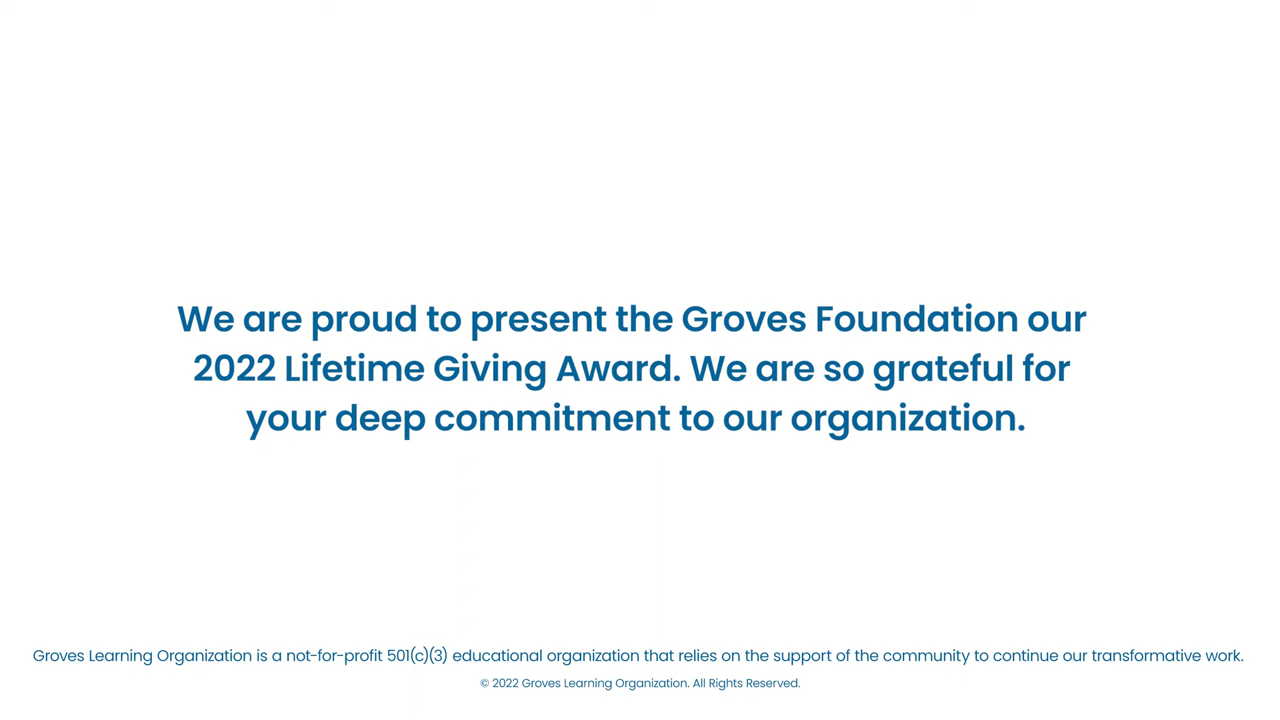 We are proud to present the Groves Foundation our
2022 Lifetime Giving Award. We are so grateful for
your deep commitment to our organization.
Groves Learning Organization is a not-for-profit 501(c)(3) educational organization that relies on the support of the community to continue our transformative work.
© 2022 Groves Learning Organization. All Rights Reserved.